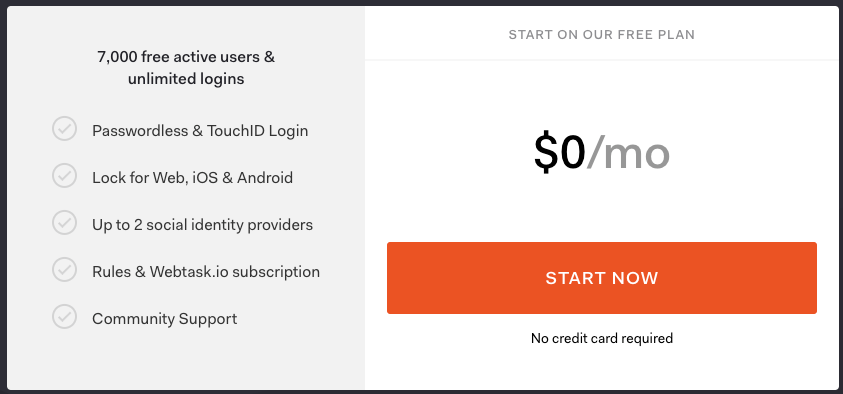 7,000 free active users &
unlimited logins
Passwordless & TouchID Login
Lock for Web, iOS & Android
Up to 2 social identity providers
Rules & Webtask.io subscription
Community Support
START ON OUR FREE PLAN
$0/mo
START NOW
No credit card required